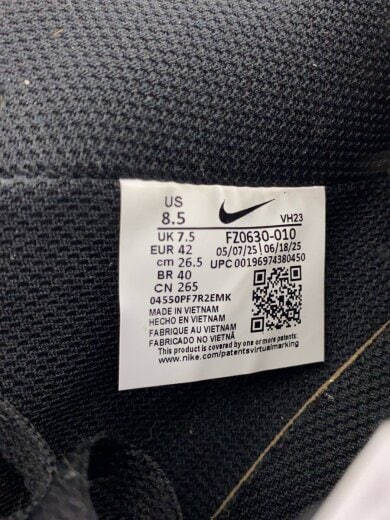 US
8.5
VH23
UK 7.5
FZ0630-010
EUR 42
05/07/25 06/18/25
cm 26.5
UPC 00196974380450
BR 40
CN 265
04550PF7R2EMK
MADE IN VIETNAM
HECHO EN VIETNAM
FABRIQUE AU VIETNAM
FABRICADO NO VIETNÃ
This product is covered by one or more patents:
www.nike.com/patentsvirtualmarking